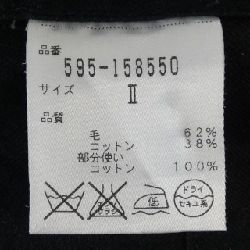 品番
595-158550
サイズ
II
品質
毛 62%
コットン 38%
部分使い
コットン 100%
低
ドライ
セキユ系